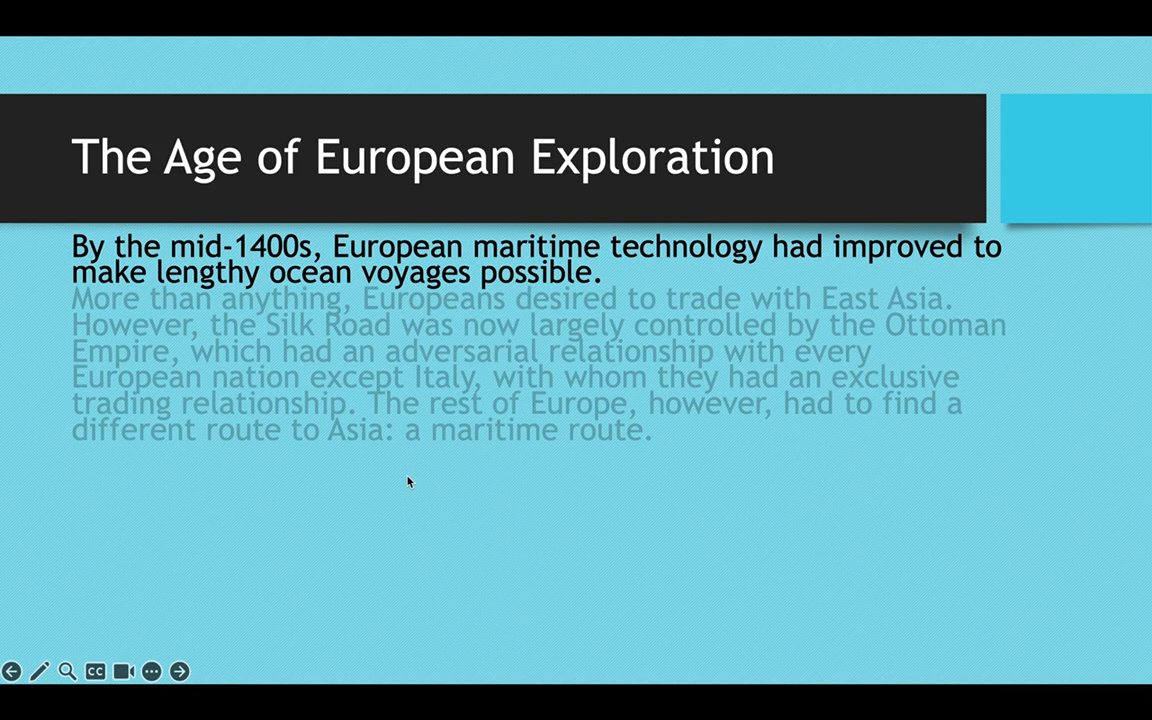 The Age of European Exploration
By the mid-1400s, European maritime technology had improved to
make lengthy ocean voyages possible.
More than anything, Europeans desired to trade with East Asia.
However, the Silk Road was now largely controlled by the Ottoman
Empire, which had an adversarial relationship with every
European nation except Italy, with whom they had an exclusive
trading relationship. The rest of Europe, however, had to find a
different route to Asia: a maritime route.
CC